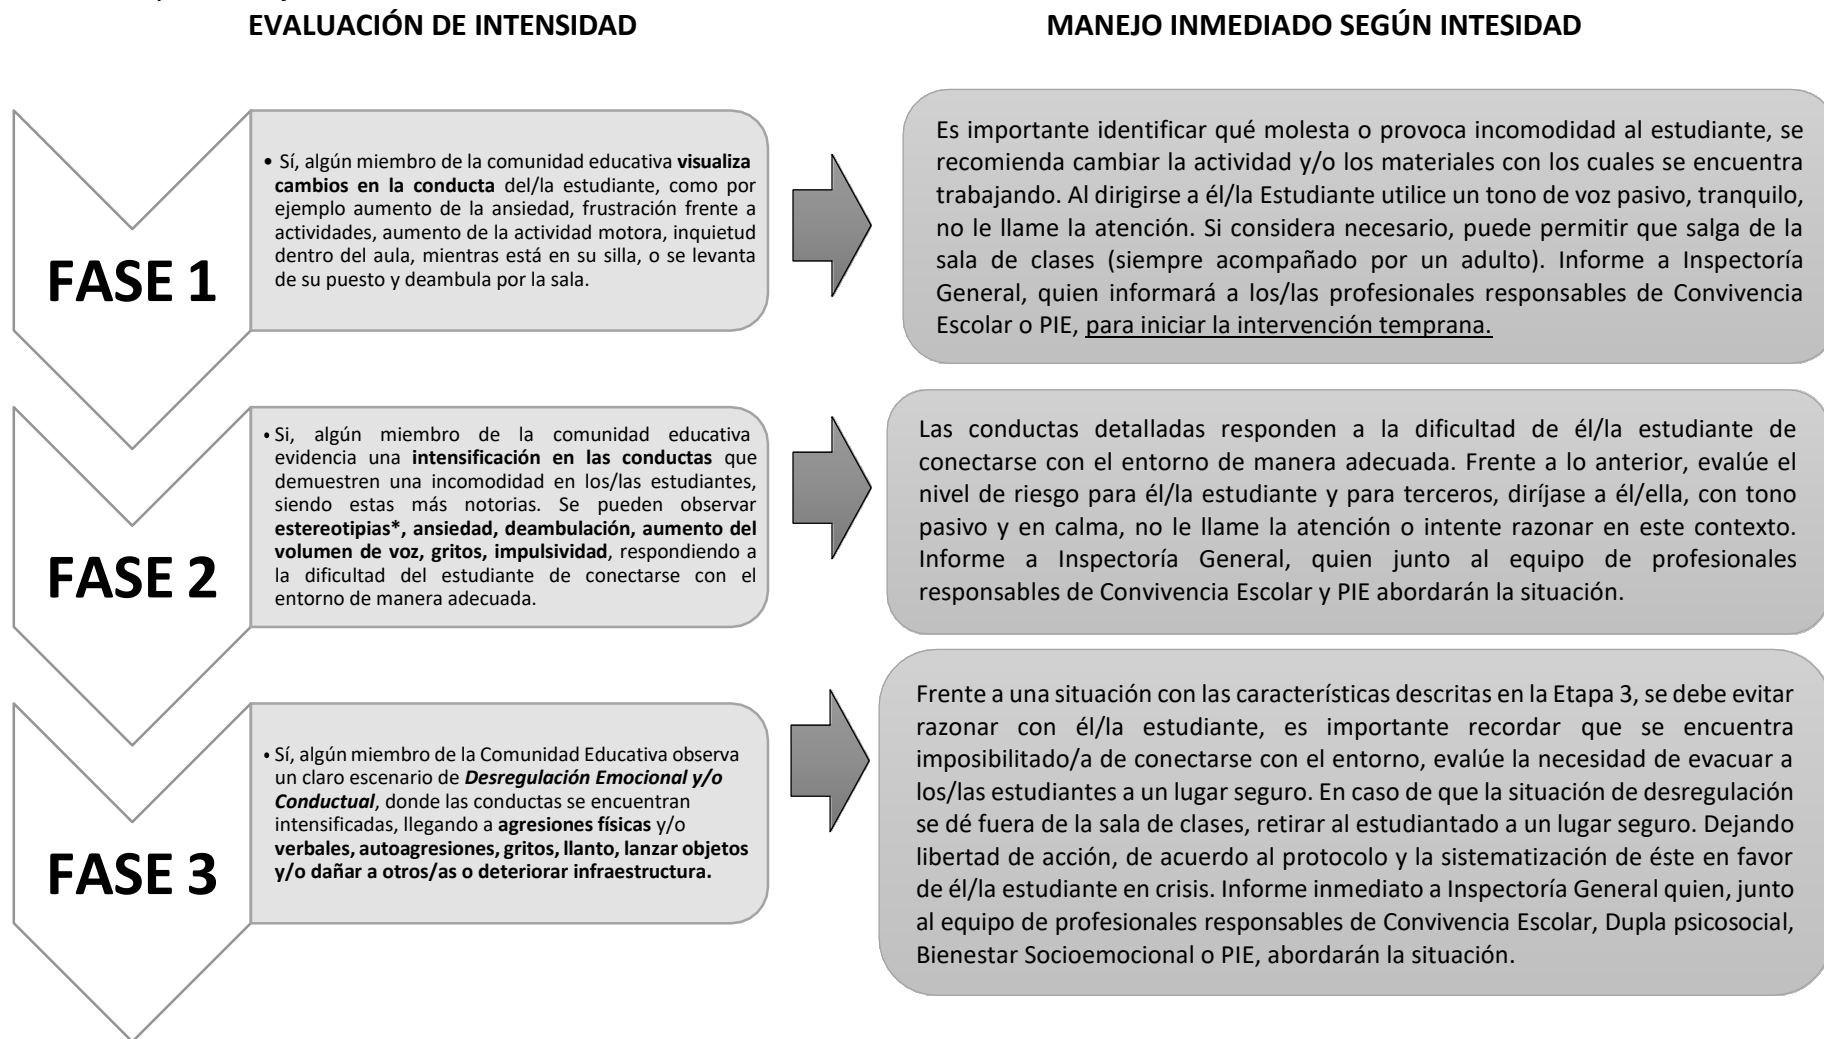 EVALUACIÓN DE INTENSIDAD
MANEJO INMEDIADO SEGÚN INTESIDAD
FASE 1
• Sí, algún miembro de la comunidad educativa visualiza
cambios en la conducta del/la estudiante, como por
ejemplo aumento de la ansiedad, frustración frente a
actividades, aumento de la actividad motora, inquietud
dentro del aula, mientras está en su silla, o se levanta
de su puesto y deambula por la sala.
Es importante identificar qué molesta o provoca incomodidad al estudiante, se
recomienda cambiar la actividad y/o los materiales con los cuales se encuentra
trabajando. Al dirigirse a él/la Estudiante utilice un tono de voz pasivo, tranquilo,
no le llame la atención. Si considera necesario, puede permitir que salga de la
sala de clases (siempre acompañado por un adulto). Informe a Inspectoría
General, quien informará a los/las profesionales responsables de Convivencia
Escolar o PIE, para iniciar la intervención temprana.
FASE 2
• Si, algún miembro de la comunidad educativa
evidencia una intensificación en las conductas que
demuestren una incomodidad en los/las estudiantes,
siendo estas más notorias. Se pueden observar
estereotipias*, ansiedad, deambulación, aumento del
volumen de voz, gritos, impulsividad, respondiendo a
la dificultad del estudiante de conectarse con el
entorno de manera adecuada.
Las conductas detalladas responden a la dificultad de él/la estudiante de
conectarse con el entorno de manera adecuada. Frente a lo anterior, evalúe el
nivel de riesgo para él/la estudiante y para terceros, diríjase a él/ella, con tono
pasivo y en calma, no le llame la atención o intente razonar en este contexto.
Informe a Inspectoría General, quien junto al equipo de profesionales
responsables de Convivencia Escolar y PIE abordarán la situación.
FASE 3
• Sí, algún miembro de la Comunidad Educativa observa
un claro escenario de Desregulación Emocional y/o
Conductual, donde las conductas se encuentran
intensificadas, llegando a agresiones físicas y/o
verbales, autoagresiones, gritos, llanto, lanzar objetos
y/o dañar a otros/as o deteriorar infraestructura.
Frente a una situación con las características descritas en la Etapa 3, se debe evitar
razonar con él/la estudiante, es importante recordar que se encuentra
imposibilitado/a de conectarse con el entorno, evalúe la necesidad de evacuar a
los/las estudiantes a un lugar seguro. En caso de que la situación de desregulación
se dé fuera de la sala de clases, retirar al estudiantado a un lugar seguro. Dejando
libertad de acción, de acuerdo al protocolo y la sistematización de éste en favor
de él/la estudiante en crisis. Informe inmediato a Inspectoría General quien, junto
al equipo de profesionales responsables de Convivencia Escolar, Dupla psicosocial,
Bienestar Socioemocional o PIE, abordarán la situación.